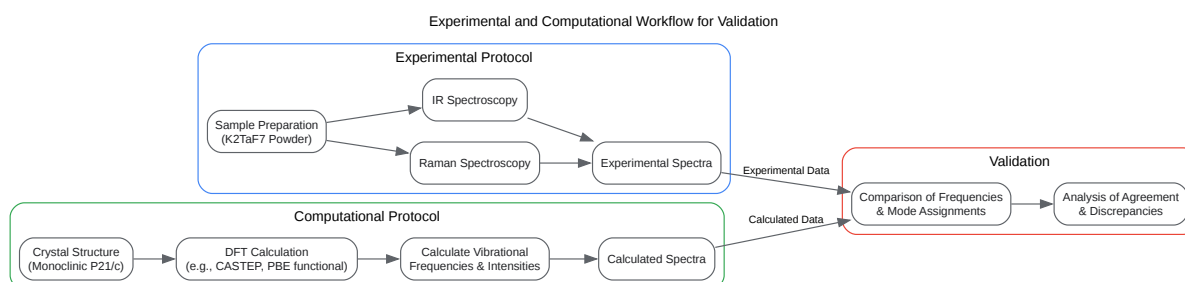 Experimental and Computational Workflow for Validation
Experimental Protocol
Sample Preparation
(K2TaF7 Powder)
IR Spectroscopy
Raman Spectroscopy
Experimental Spectra
Experimental Data
Computational Protocol
Crystal Structure
(Monoclinic P21/c)
DFT Calculation
(e.g., CASTEP, PBE functional)
Calculate Vibrational
Frequencies & Intensities
Calculated Spectra
Calculated Data
Validation
Comparison of Frequencies
& Mode Assignments
Analysis of Agreement
& Discrepancies